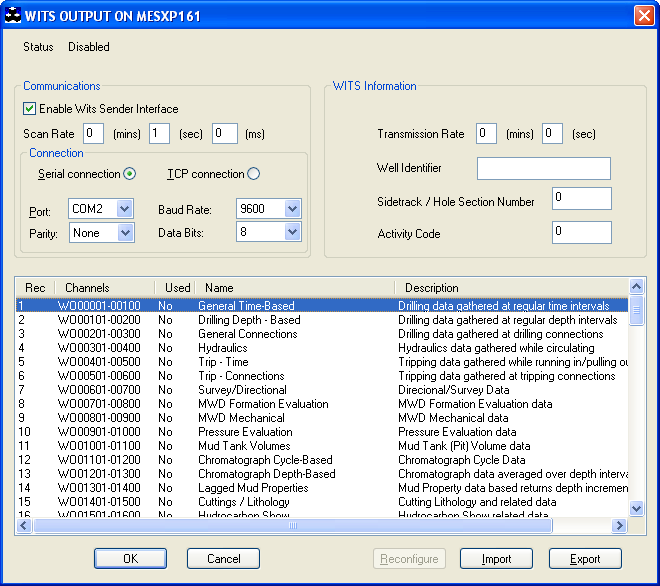 WITS OUTPUT ON MESXP161
Status Disabled
Communications
Enable Wits Sender Interface
Scan Rate 0 (mins) 1 (sec) 0 (ms)
Connection
Serial connection TCP connection
Port: COM2 Baud Rate: 9600
Parity: None Data Bits: 8
WITS Information
Transmission Rate 0 (mins) 0 (sec)
Well Identifier
Sidetrack / Hole Section Number 0
Activity Code 0
Rec Channels Used Name Description
1 WO00001-00100 No General Time-Based Drilling data gathered at regular time intervals
2 WO00101-00200 No Drilling Depth - Based Drilling data gathered at regular depth intervals
3 WO00201-00300 No General Connections Drilling data gathered at drilling connections
4 WO00301-00400 No Hydraulics Hydraulics data gathered while circulating
5 WO00401-00500 No Trip - Time Tripping data gathered while running in/pulling ou
6 WO00501-00600 No Trip - Connections Tripping data gathered at tripping connections
7 WO00601-00700 No Survey/Directional Direcional/Survey Data
8 WO00701-00800 No MWD Formation Evaluation MWD Formation Evaluation data
9 WO00801-00900 No MWD Mechanical MWD Mechanical data
10 WO00901-01000 No Pressure Evaluation Pressure Evaluation data
11 WO01001-01100 No Mud Tank Volumes Mud Tank (Pit) Volume data
12 WO01101-01200 No Chromatograph Cycle-Based Chromatograph Cycle Data
13 WO01201-01300 No Chromatograph Depth-Based Chromatograph data averaged over depth interva
14 WO01301-01400 No Lagged Mud Properties Mud Property data based returns depth incremen
15 WO01401-01500 No Cuttings / Lithology Cutting Lithology and related data
16 WO01501-01600 No Hydrocarbon Show Hydrocarbon Show related data
OK Cancel Reconfigure Import Export